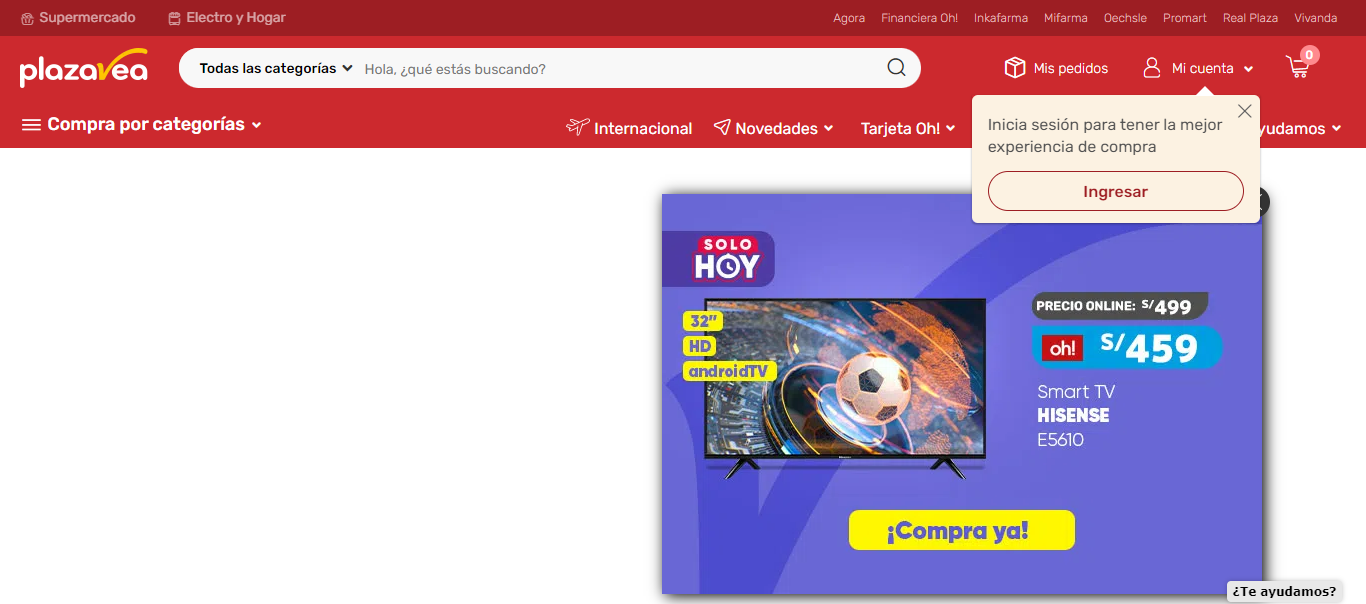 Supermercado
Electro y Hogar
Agora
Financiera Oh!
Inkafarma
Mifarma
Oechsle
Promart
Real Plaza
Vivanda
plazavea
Todas las categorías
Hola, ¿qué estás buscando?
Mis pedidos
Mi cuenta
0
Compra por categorías
Internacional
Novedades
Tarjeta Oh!
yudamos
Inicia sesión para tener la mejor
experiencia de compra
Ingresar
SOLO
HOY
32"
HD
androidTV
PRECIO ONLINE: S/499
oh! S/459
Smart TV
HISENSE
E5610
¡Compra ya!
¿Te ayudamos?